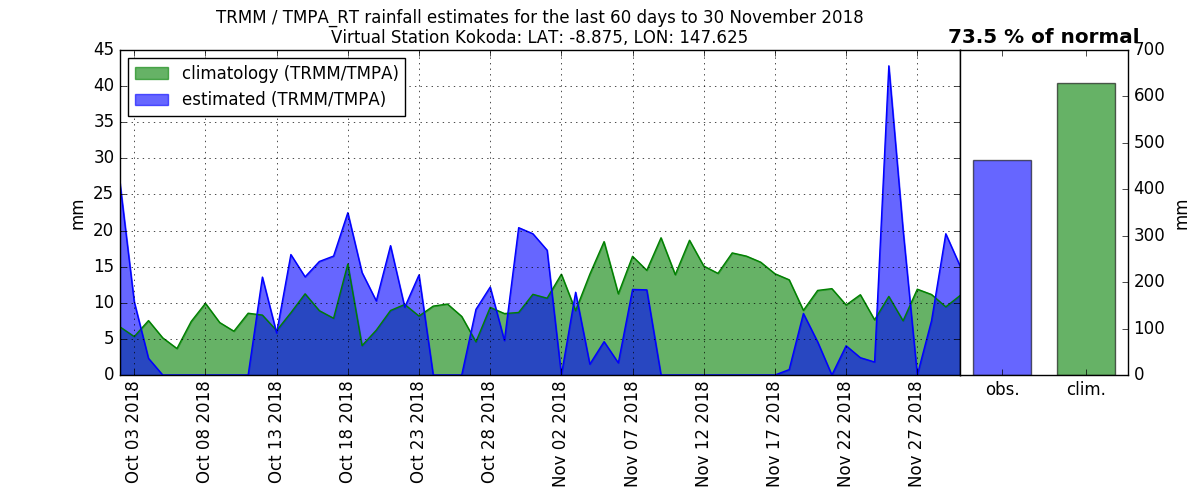 TRMM / TMPA_RT rainfall estimates for the last 60 days to 30 November 2018
Virtual Station Kokoda: LAT: -8.875, LON: 147.625
73.5 % of normal
climatology (TRMM/TMPA)
estimated (TRMM/TMPA)
mm
45
40
35
30
25
20
15
10
5
0
Oct 03 2018
Oct 08 2018
Oct 13 2018
Oct 18 2018
Oct 23 2018
Oct 28 2018
Nov 02 2018
Nov 07 2018
Nov 12 2018
Nov 17 2018
Nov 22 2018
Nov 27 2018
obs.
clim.
700
600
500
400
300
200
100
0
mm